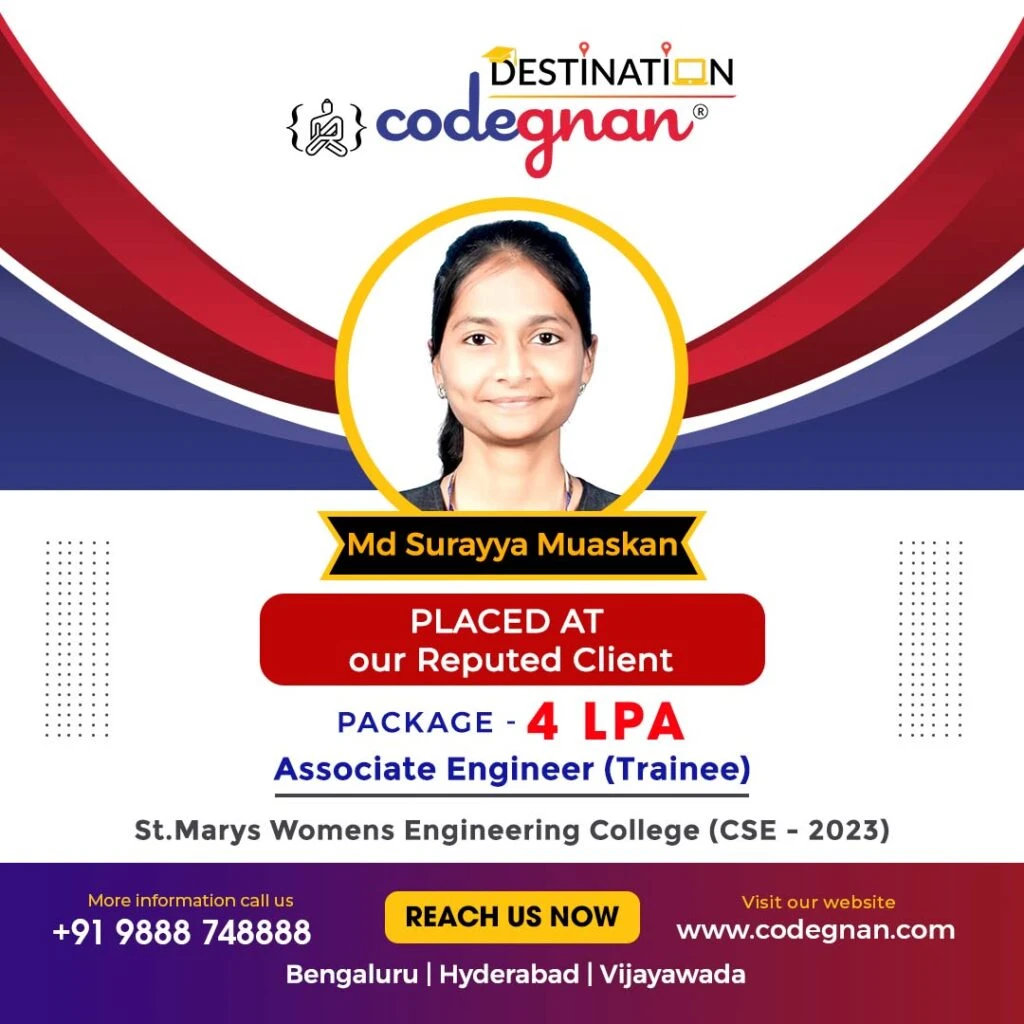 DESTINATION
codegnan®
Md Surayya Muaskan
PLACED AT
our Reputed Client
PACKAGE - 4 LPA
Associate Engineer (Trainee)
St.Marys Womens Engineering College (CSE - 2023)
More information call us
+91 9888 748888
REACH US NOW
Visit our website
www.codegnan.com
Bengaluru | Hyderabad | Vijayawada